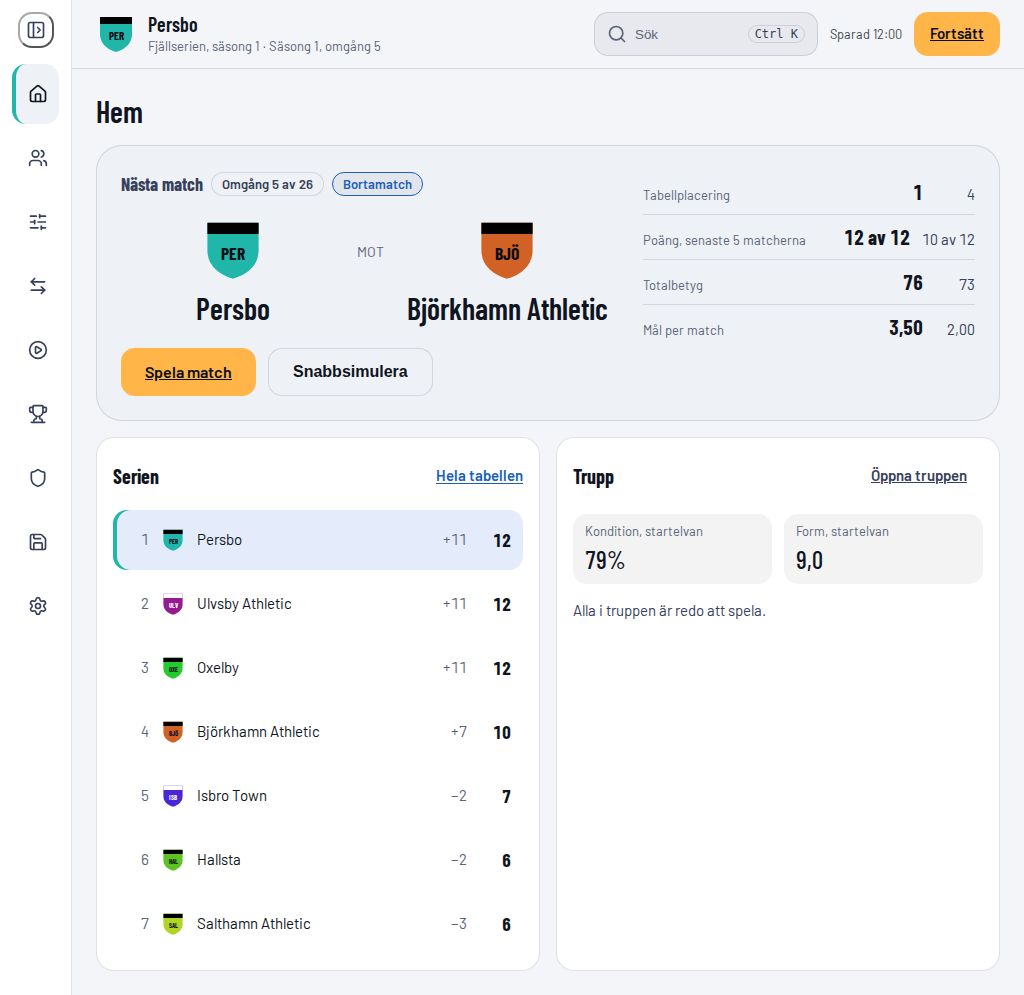 PER
Persbo
Fjällserien, säsong 1 · Säsong 1, omgång 5
Sök
Ctrl K
Sparad 12:00
Fortsätt
Hem
Nästa match
Omgång 5 av 26
Bortamatch
PER
MOT
BJÖ
Persbo
Björkhamn Athletic
Tabellplacering 1 4
Poäng, senaste 5 matcherna 12 av 12 10 av 12
Totalbetyg 76 73
Mål per match 3,50 2,00
Spela match
Snabbsimulera
Serien
Hela tabellen
1 PER Persbo +11 12
2 ULV Ulvsby Athletic +11 12
3 OXE Oxelby +11 12
4 BJÖ Björkhamn Athletic +7 10
5 ISB Isbro Town −2 7
6 HAL Hallsta −2 6
7 SAL Salthamn Athletic −3 6
Trupp
Öppna truppen
Kondition, startelvan
79%
Form, startelvan
9,0
Alla i truppen är redo att spela.